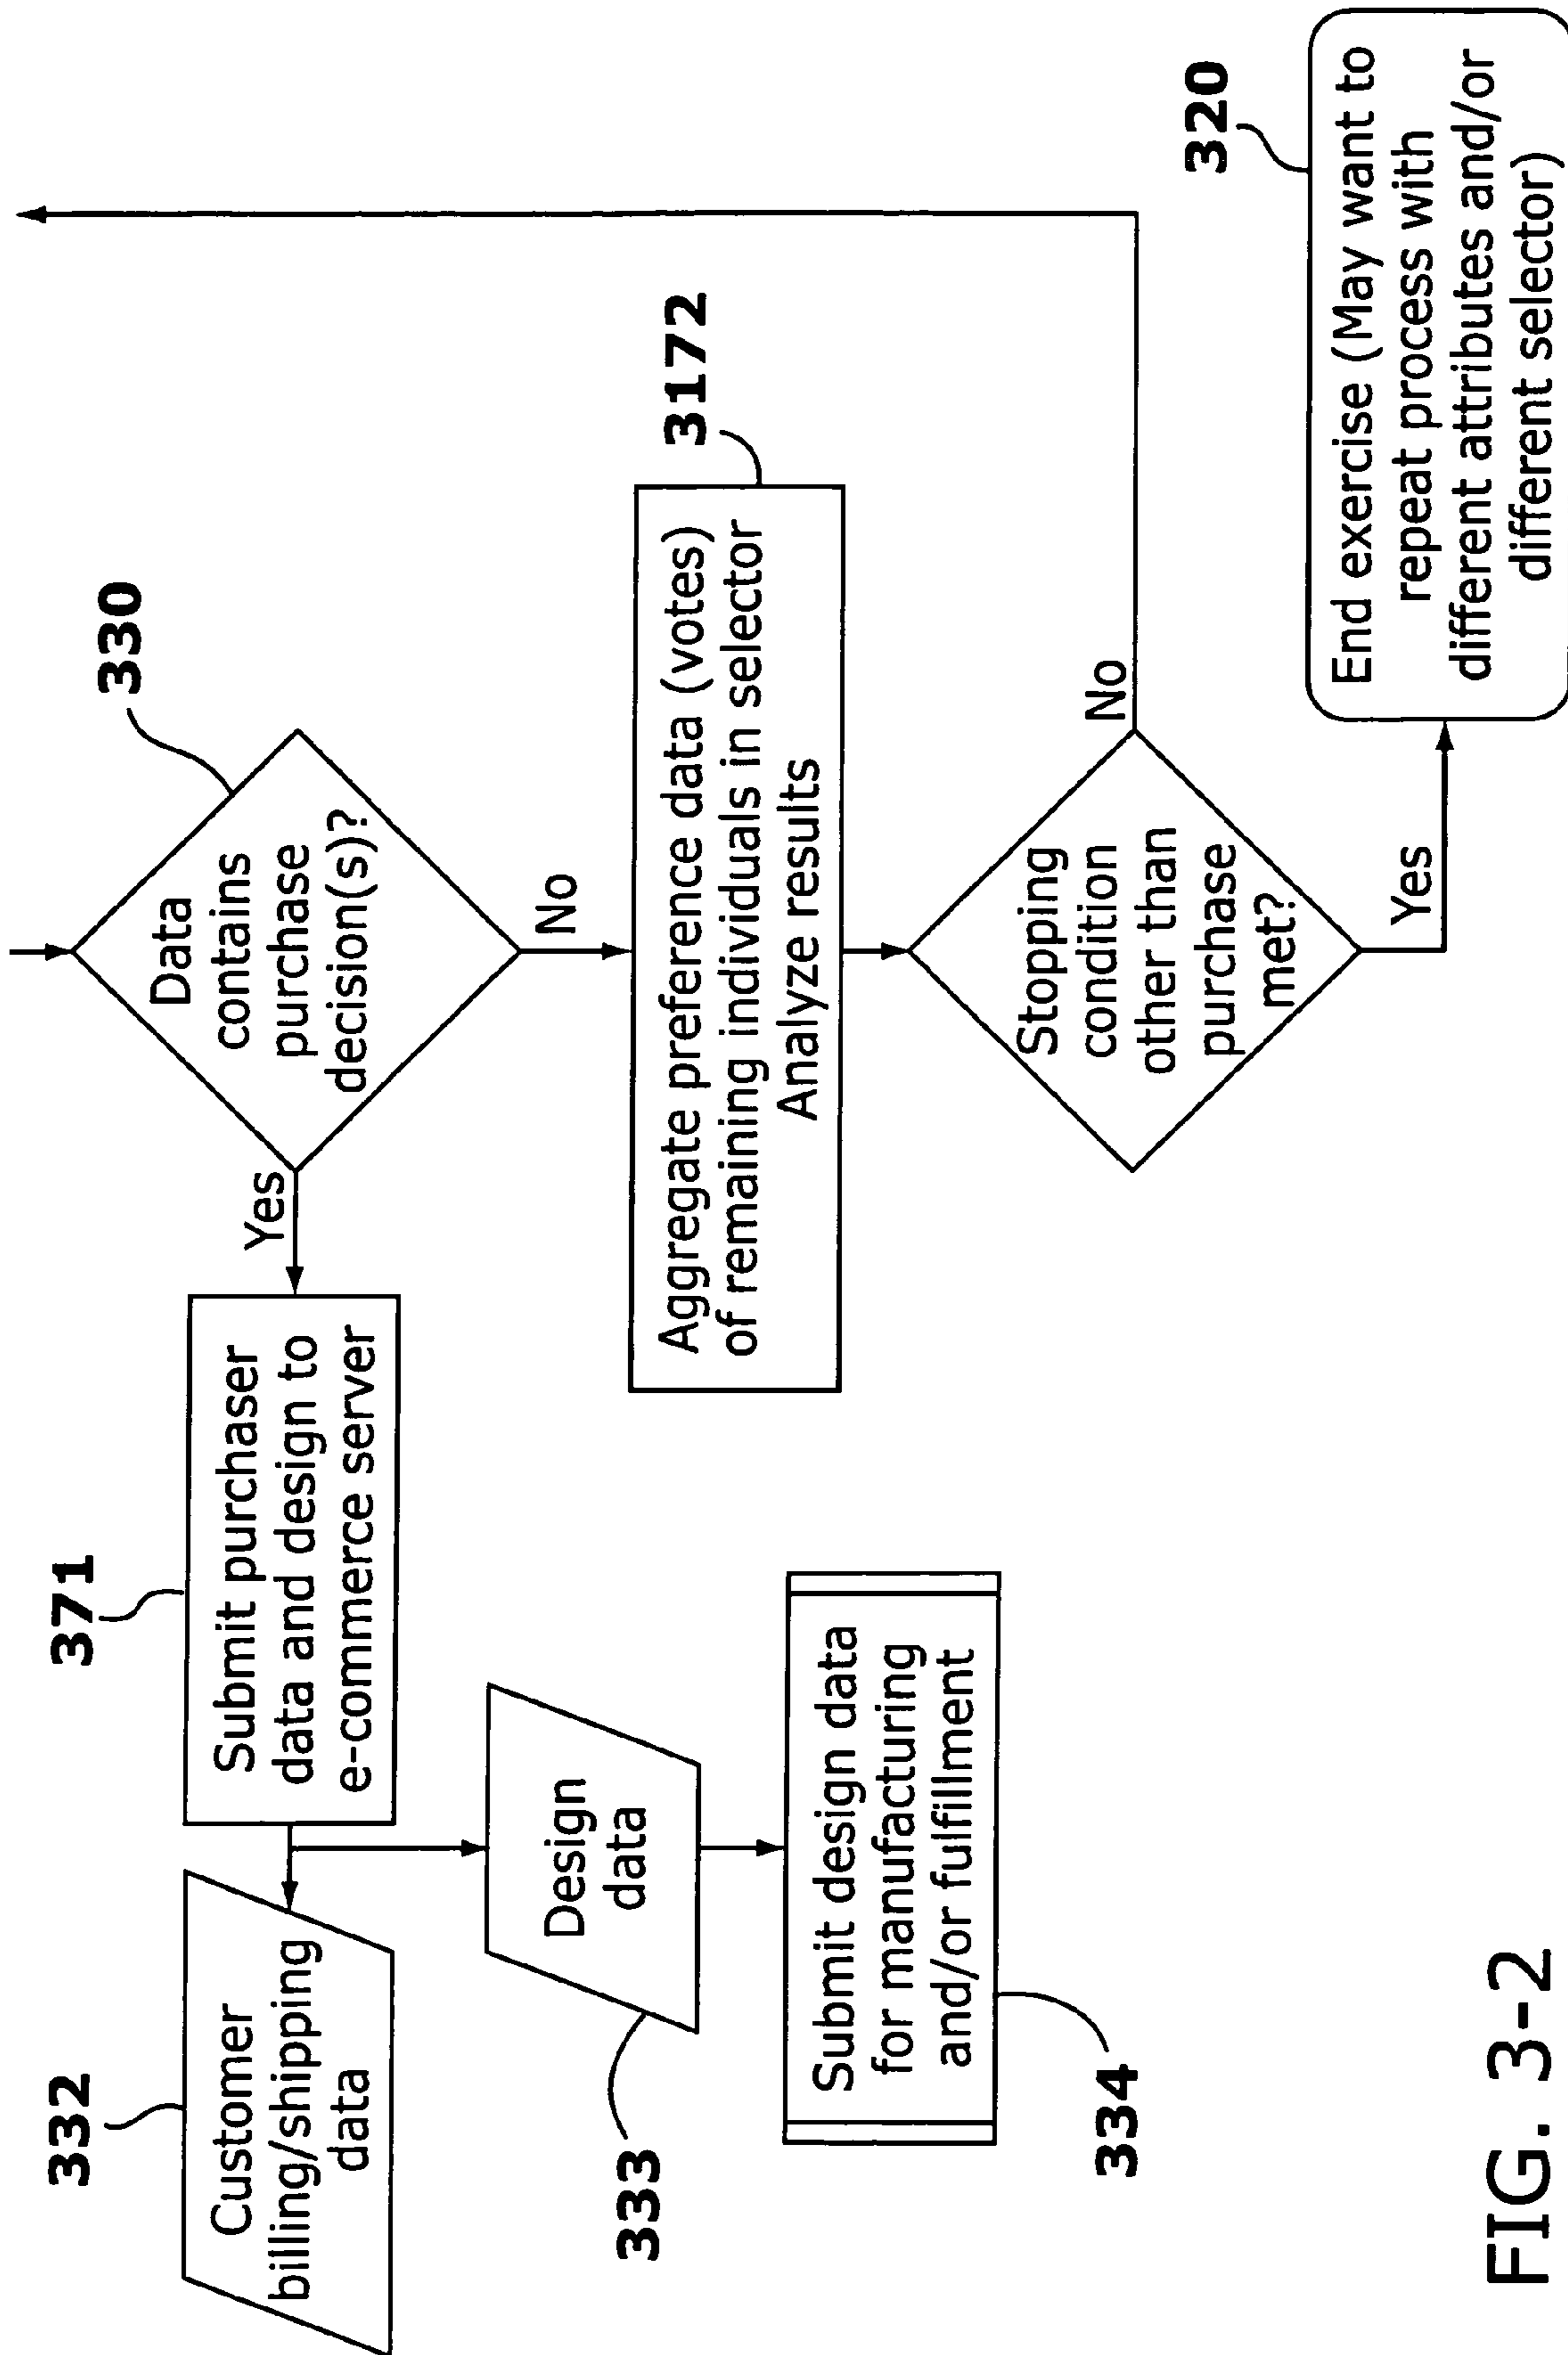 330
Data
contains
purchase
decision(s)?
Yes
No
371
Submit purchaser
data and design to
e-commerce server
332
Customer
billing/shipping
data
333
Design
data
334
Submit design data
for manufacturing
and/or fulfillment
3172
Aggregate preference data (votes)
of remaining individuals in selector
Analyze results
Stopping
condition
other than
purchase
met?
No
Yes
320
End exercise (May want to
repeat process with
different attributes and/or
different selector)
FIG. 3-2